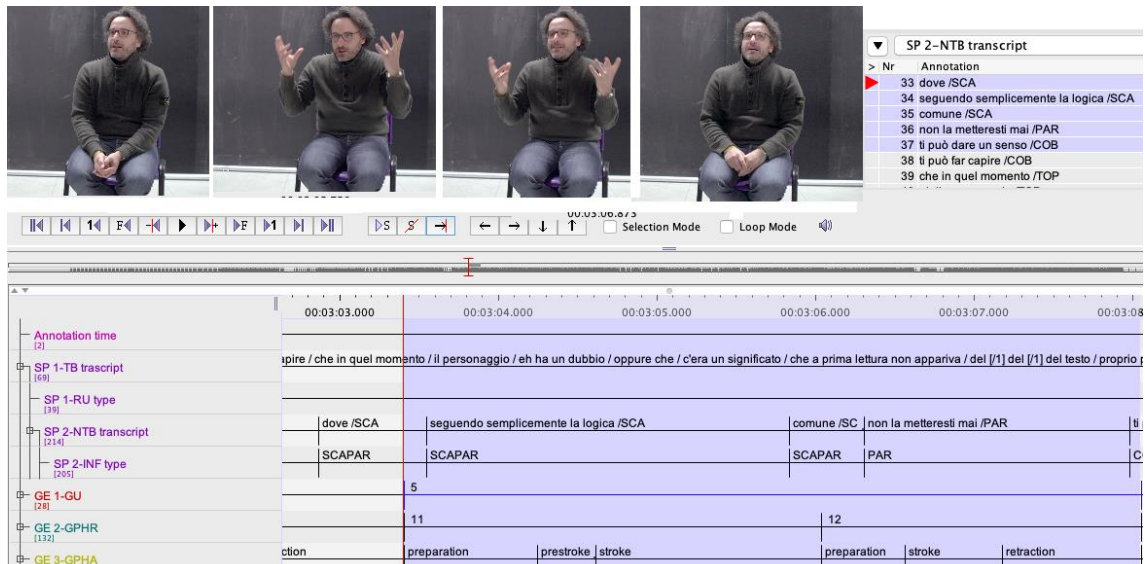 SP 2-NTB transcript
> Nr Annotation
33 dove /SCA
34 seguendo semplicemente la logica /SCA
35 comune /SCA
36 non la metteresti mai /PAR
37 ti può dare un senso /COB
38 ti può far capire /COB
39 che in quel momento /TOP
00:03:06.873
Selection Mode
Loop Mode
00:03:03.000 00:03:04.000 00:03:05.000 00:03:06.000 00:03:07.000 00:03:08
Annotation time
[2]
apire / che in quel momento / il personaggio / eh ha un dubbio / oppure che / c'era un significato / che a prima lettura non appariva / del [/1] del [/1] del testo / proprio
SP 1-TB trascript
[69]
SP 1-RU type
[39]
dove /SCA seguendo semplicemente la logica /SCA comune /SC non la metteresti mai /PAR ti
SP 2-NTB transcript
[214]
SCAPAR SCAPAR SCAPAR PAR
SP 2-INF type
[205]
5
GE 1-GU
[28]
11 12
GE 2-GPHR
[132]
ction preparation prestroke stroke preparation stroke retraction
GE 3-GPHA